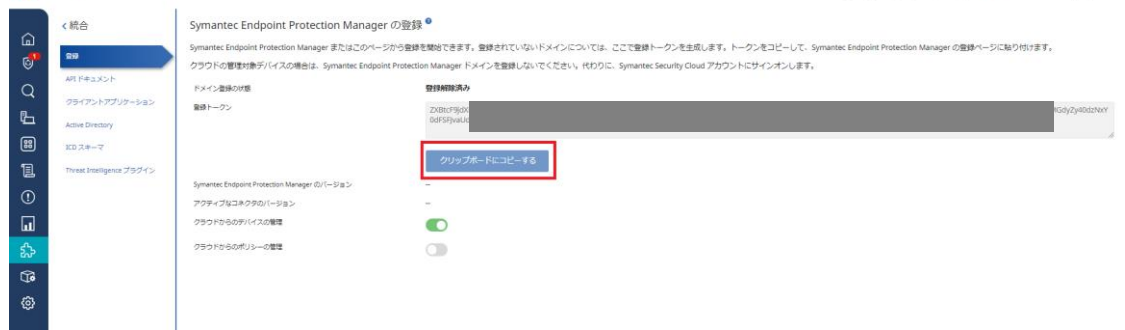 < 統合
登録
API ドキュメント
クライアントアプリケーション
Active Directory
ICD スキーマ
Threat Intelligence プラグイン
1
Symantec Endpoint Protection Manager の登録
Symantec Endpoint Protection Manager またはこのページから登録を開始できます。登録されていないドメインについては、ここで登録トークンを生成します。トークンをコピーして、Symantec Endpoint Protection Manager の登録ページに貼り付けます。
クラウドの管理対象デバイスの場合は、Symantec Endpoint Protection Manager ドメインを登録しないでください。代わりに、Symantec Security Cloud アカウントにサインオンします。
ドメイン登録の状態 登録解除済み
登録トークン
クリップボードにコピーする
Symantec Endpoint Protection Manager のバージョン --
アクティブなコネクタのバージョン --
クラウドからのデバイスの管理
クラウドからのポリシーの管理